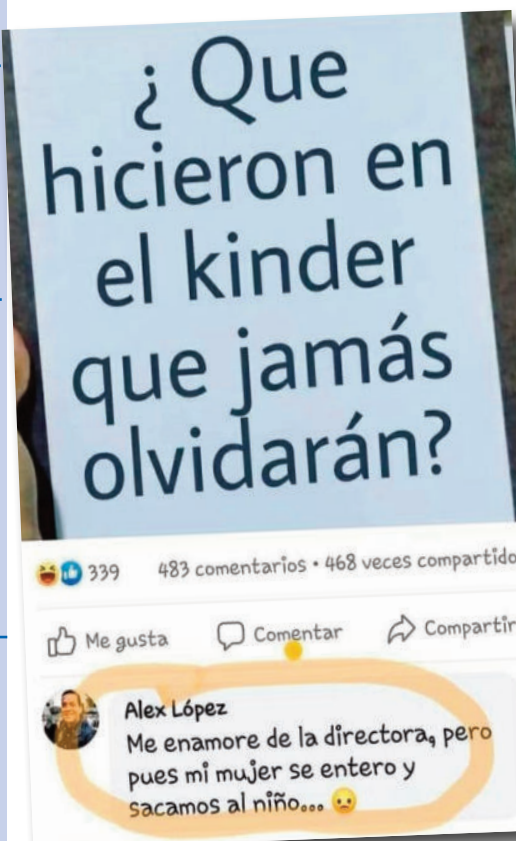 ¿ Que
hicieron en
el kinder
que jamás
olvidarán?
339 483 comentarios • 468 veces compartido
Me gusta Comentar Compartir
Alex López
Me enamore de la directora, pero
pues mi mujer se entero y
sacamos al niño...